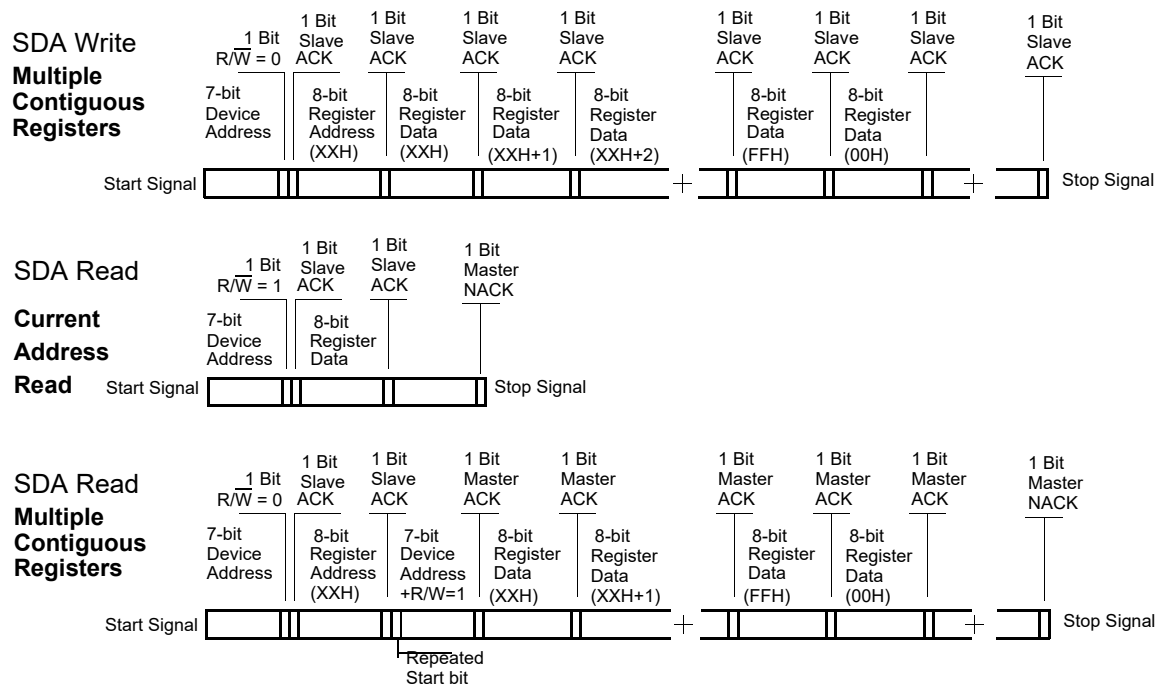 SDA Write
Multiple
Contiguous
Registers
1 Bit
R/W = 0
1 Bit
Slave
ACK
1 Bit
Slave
ACK
1 Bit
Slave
ACK
1 Bit
Slave
ACK
1 Bit
Slave
ACK
1 Bit
Slave
ACK
1 Bit
Slave
ACK
1 Bit
Slave
ACK
7-bit
Device
Address
8-bit
Register
Address
(XXH)
8-bit
Register
Data
(XXH)
8-bit
Register
Data
(XXH+1)
8-bit
Register
Data
(XXH+2)
8-bit
Register
Data
(FFH)
8-bit
Register
Data
(00H)
Start Signal
Stop Signal
SDA Read
Current
Address
Read
1 Bit
R/W = 1
1 Bit
Slave
ACK
1 Bit
Slave
ACK
1 Bit
Master
NACK
7-bit
Device
Address
8-bit
Register
Data
Start Signal
Stop Signal
SDA Read
Multiple
Contiguous
Registers
1 Bit
R/W = 0
1 Bit
Slave
ACK
1 Bit
Slave
ACK
1 Bit
Master
ACK
1 Bit
Master
ACK
1 Bit
Master
ACK
1 Bit
Master
ACK
1 Bit
Master
ACK
1 Bit
Master
NACK
7-bit
Device
Address
8-bit
Register
Address
(XXH)
7-bit
Device
Address
+R/W=1
8-bit
Register
Data
(XXH)
8-bit
Register
Data
(XXH+1)
8-bit
Register
Data
(FFH)
8-bit
Register
Data
(00H)
Start Signal
Stop Signal
Repeated
Start bit